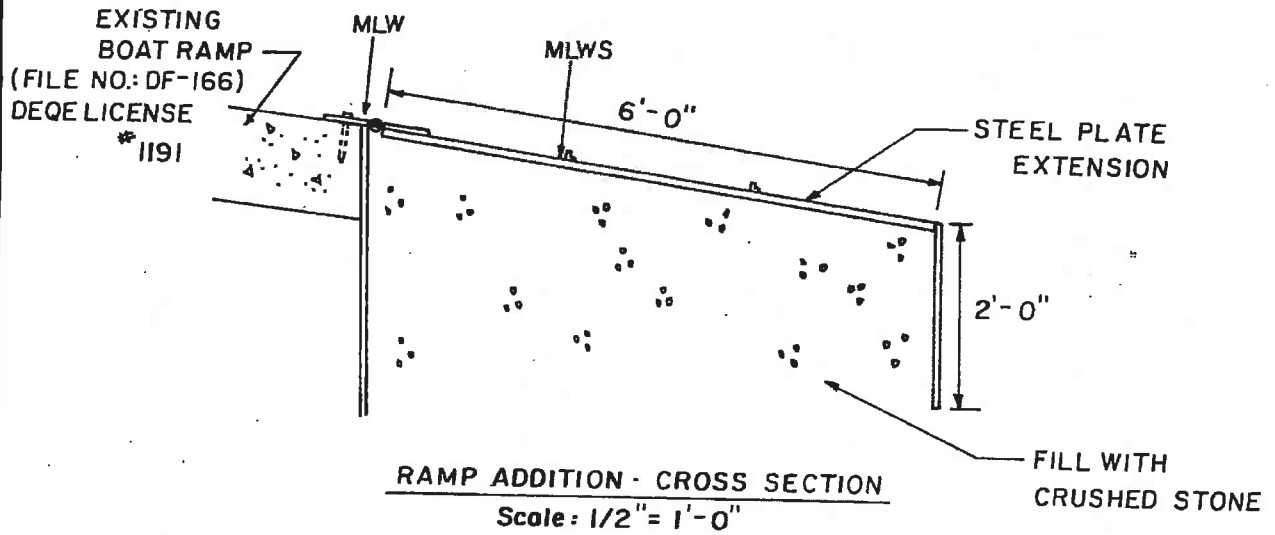 EXISTING
BOAT RAMP
(FILE NO.: DF-166)
DEQE LICENSE
#1191
MLW
MLWS
6'-0"
STEEL PLATE
EXTENSION
2'-0"
FILL WITH
CRUSHED STONE
RAMP ADDITION - CROSS SECTION
Scale: 1/2"= 1'-0"